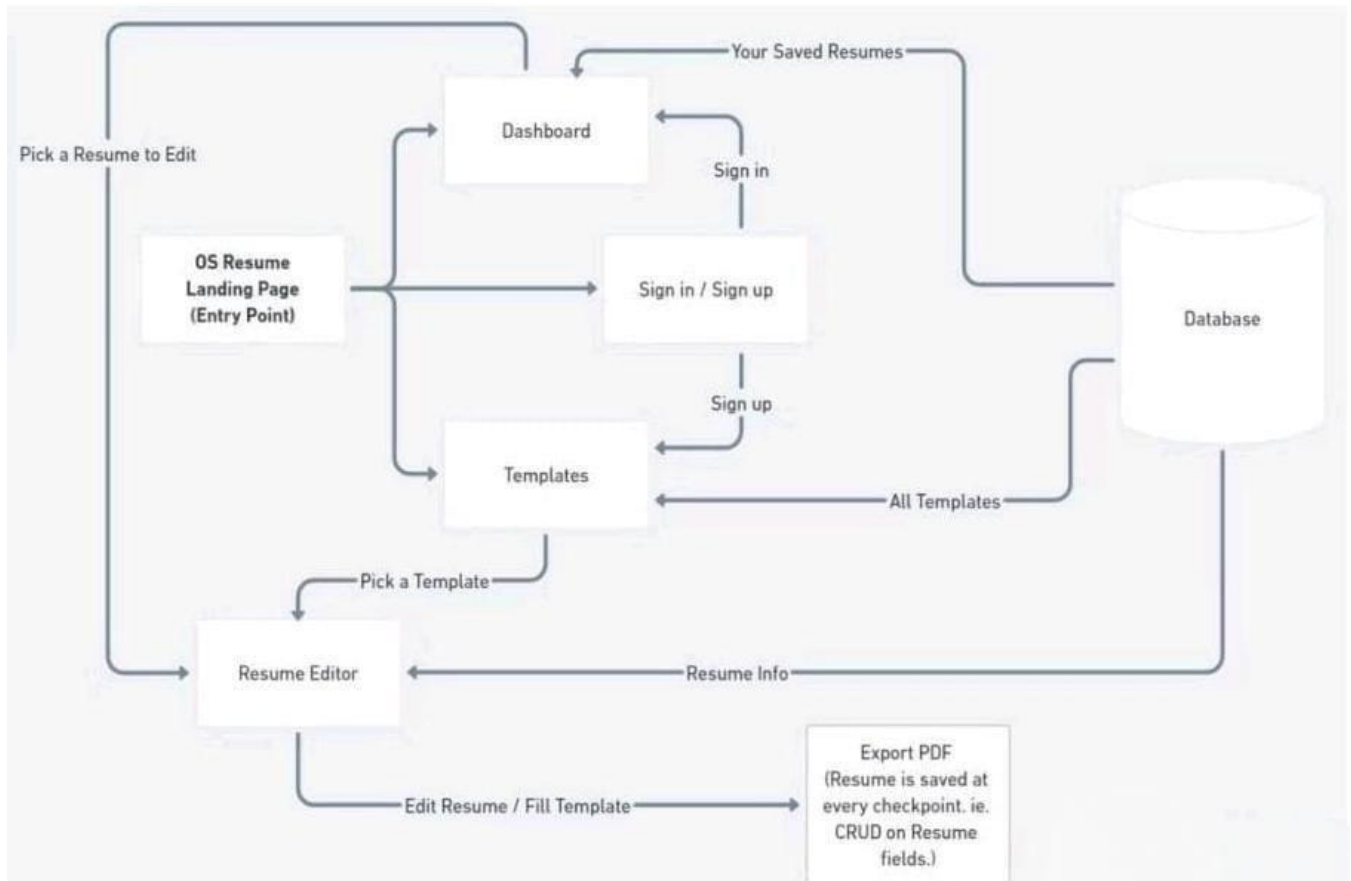 Your Saved Resumes
Dashboard
Pick a Resume to Edit
Sign in
OS Resume
Landing Page
(Entry Point)
Sign in / Sign up
Database
Sign up
Templates
All Templates
Pick a Template
Resume Editor
Resume Info
Export PDF
(Resume is saved at
every checkpoint. ie.
CRUD on Resume
fields.)
Edit Resume / Fill Template